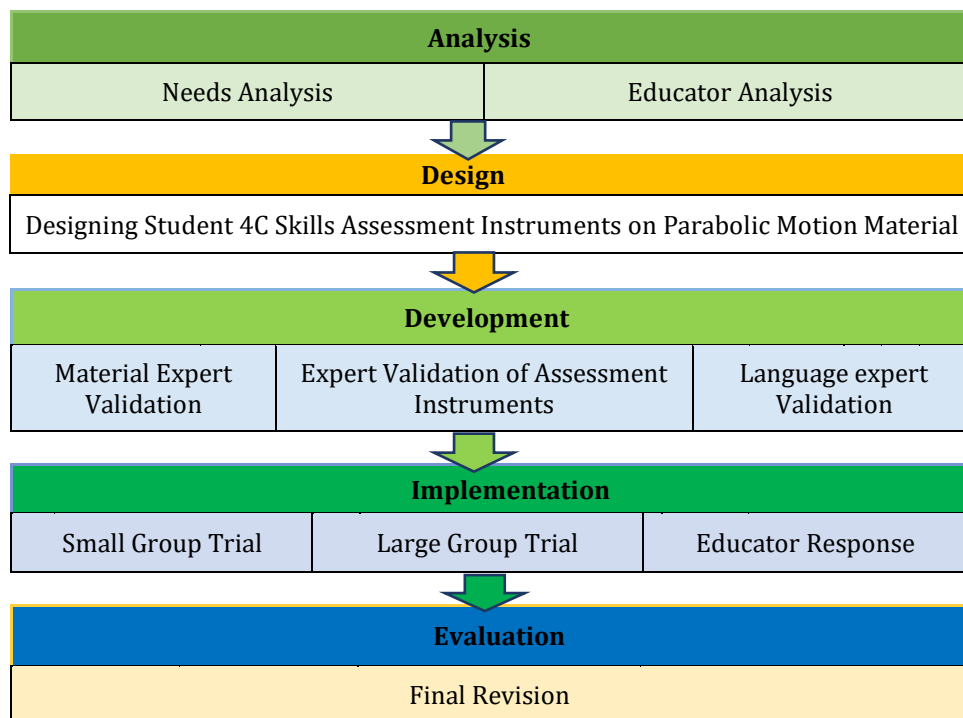 Analysis
Needs Analysis
Educator Analysis
Design
Designing Student 4C Skills Assessment Instruments on Parabolic Motion Material
Development
Material Expert
Validation
Expert Validation of Assessment
Instruments
Language expert
Validation
Implementation
Small Group Trial
Large Group Trial
Educator Response
Evaluation
Final Revision